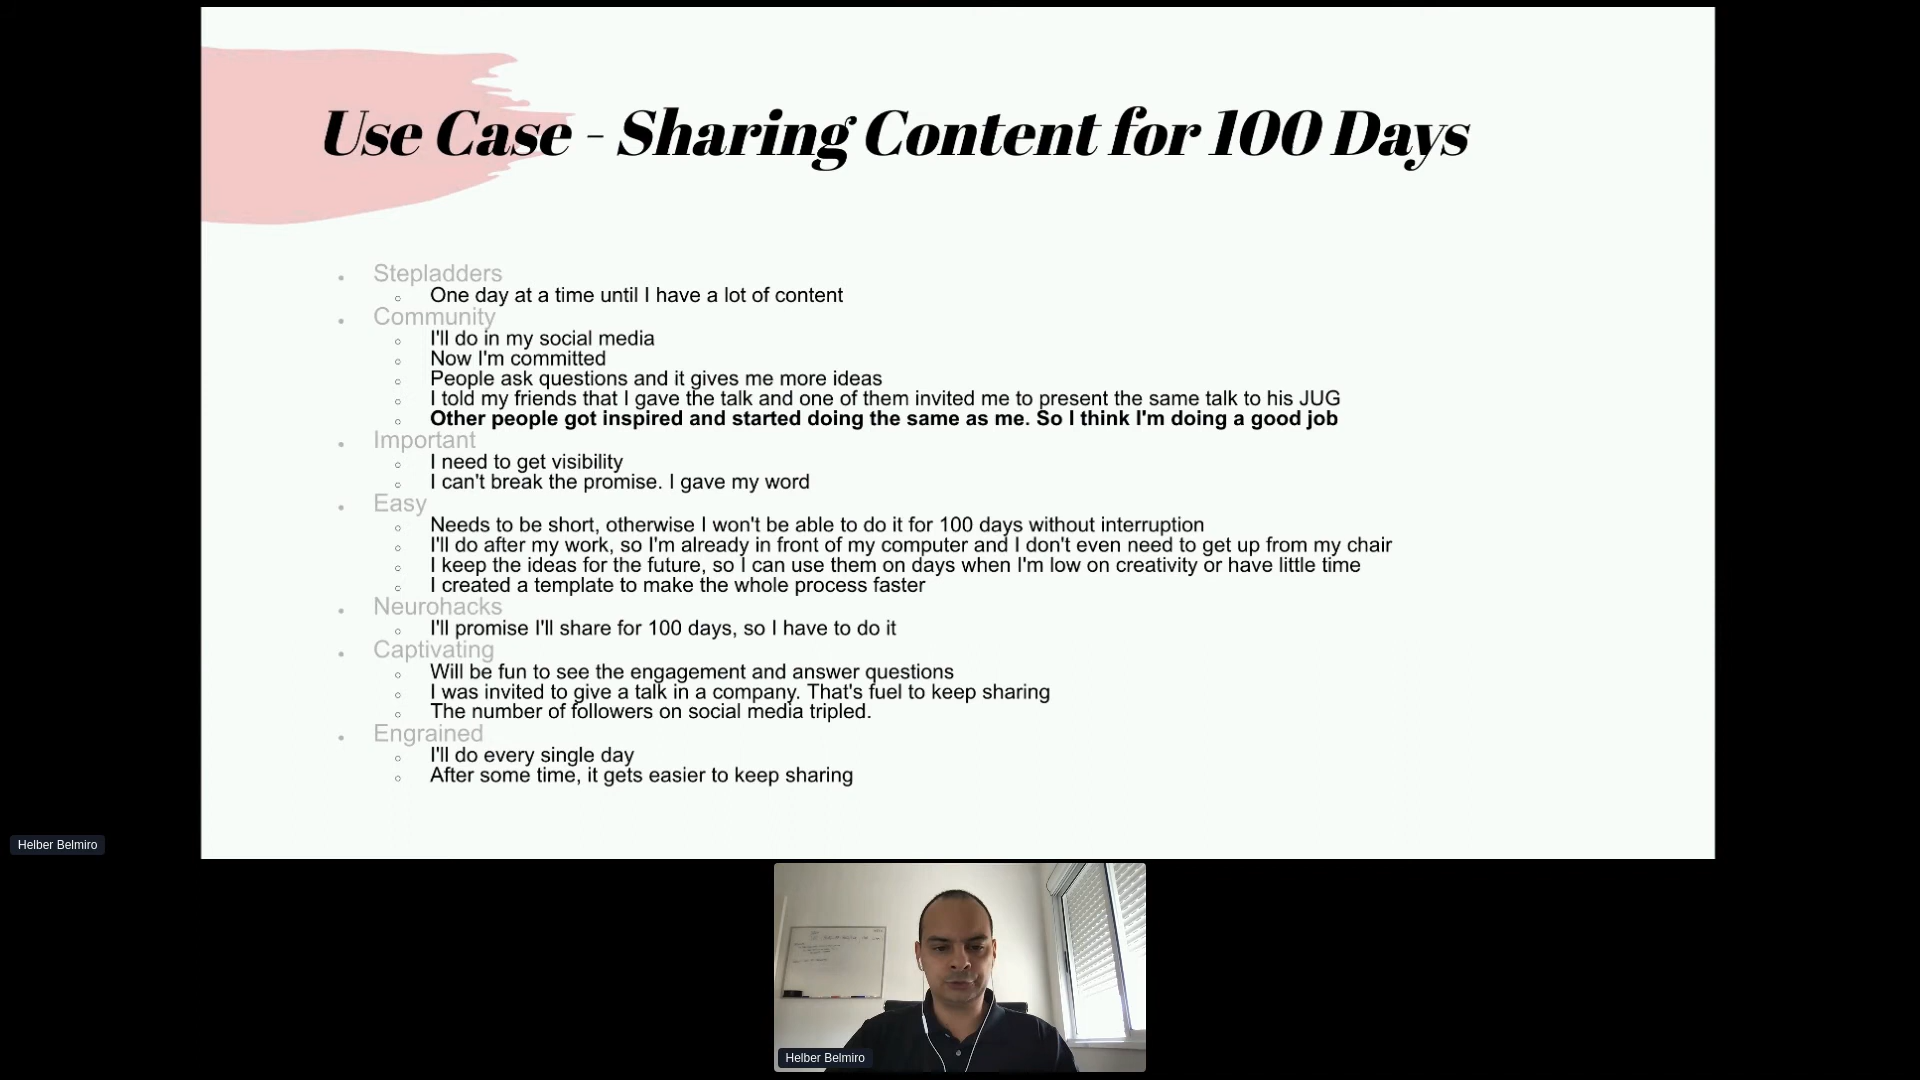 Use Case - Sharing Content for 100 Days
Stepladders
One day at a time until I have a lot of content
Community
I'll do in my social media
Now I'm committed
People ask questions and it gives me more ideas
I told my friends that I gave the talk and one of them invited me to present the same talk to his JUG
Other people got inspired and started doing the same as me. So I think I'm doing a good job
Important
I need to get visibility
I can't break the promise. I gave my word
Easy
Needs to be short, otherwise I won't be able to do it for 100 days without interruption
I'll do after my work, so I'm already in front of my computer and I don't even need to get up from my chair
I keep the ideas for the future, so I can use them on days when I'm low on creativity or have little time
I created a template to make the whole process faster
Neurohacks
I'll promise I'll share for 100 days, so I have to do it
Captivating
Will be fun to see the engagement and answer questions
I was invited to give a talk in a company. That's fuel to keep sharing
The number of followers on social media tripled.
Engrained
I'll do every single day
After some time, it gets easier to keep sharing
Helber Belmiro
Helber Belmiro